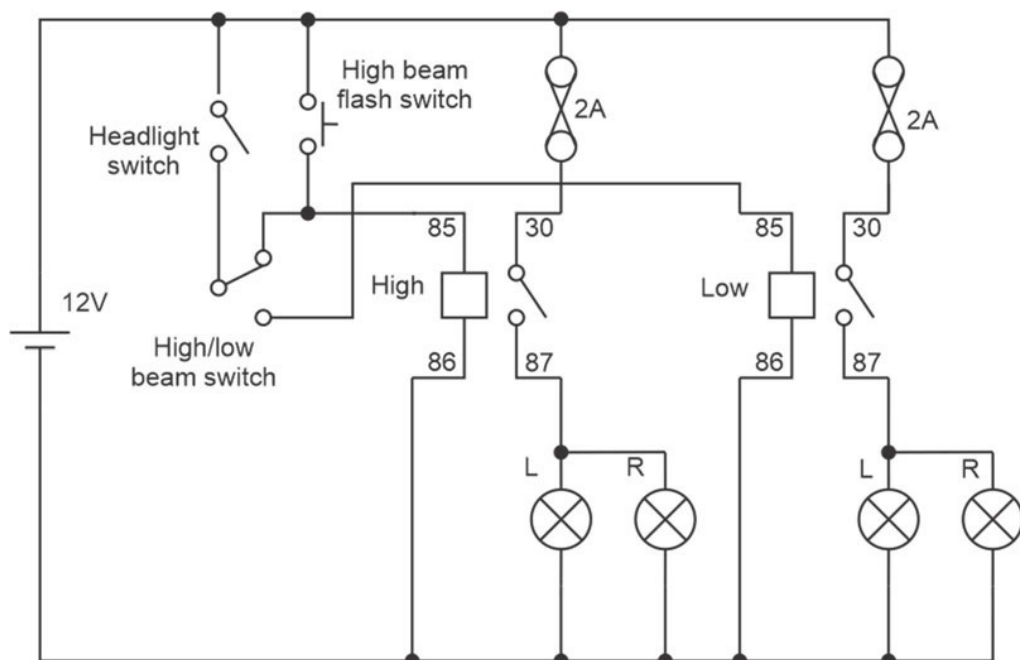 High beam
flash switch
2A
2A
Headlight
switch
85
30
85
30
12V
High
Low
High/low
beam switch
86
87
86
87
L
R
L
R